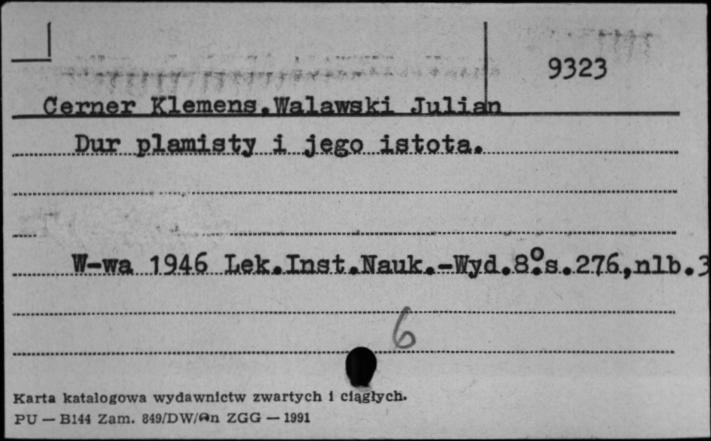 9323
Cerner Klemens.Walawski Julian
Dur plamisty i jego istota.
W-wa 1946 Lek.Inst.Nauk.-Wyd.8°.s.276,nlb.3
6
Karta katalogowa wydawnictw zwartych i ciągłych.
PU — B144 Zam. 849/DW/an ZGG — 1991